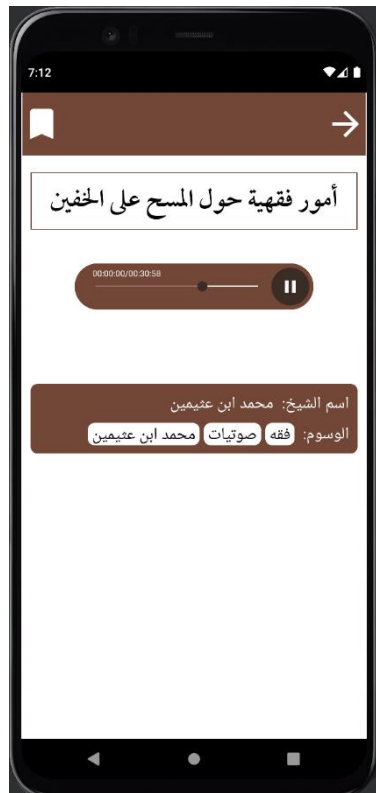 7:12
أمور فقهية حول المسح على الخفين
00:00:00/00:30:58
اسم الشيخ: محمد ابن عثيمين
الوسوم: فقه صوتيات محمد ابن عثيمين